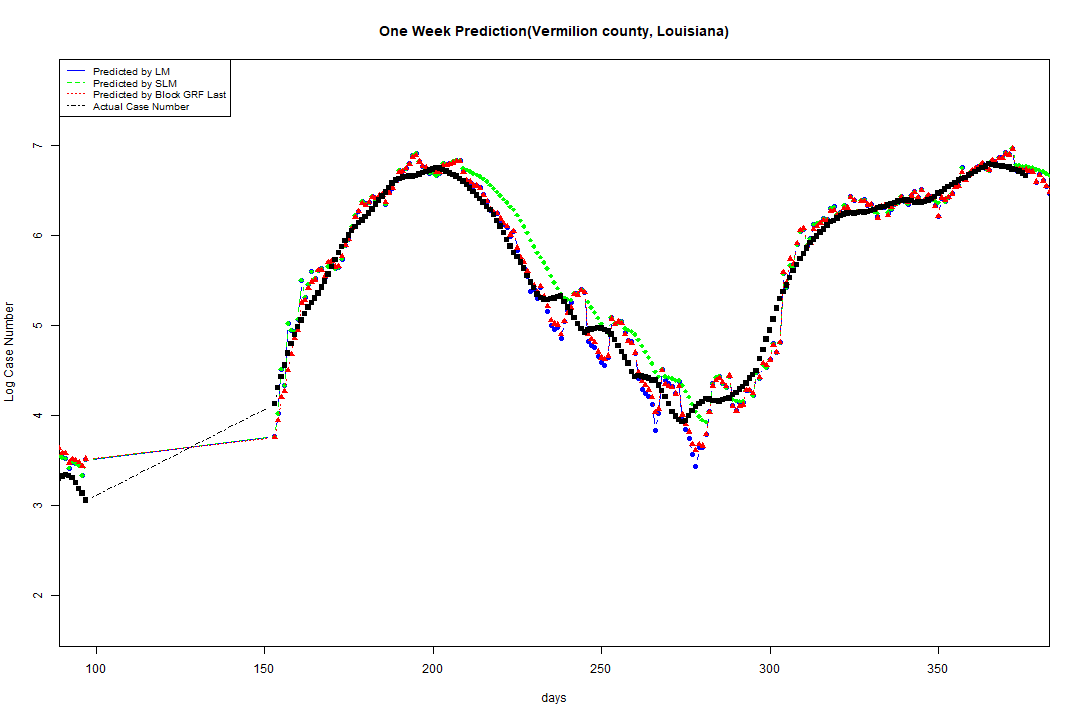 One Week Prediction(Vermilion county, Louisiana)
Predicted by LM
Predicted by SLM
Predicted by Block GRF Last
Actual Case Number
7
6
5
4
3
2
Log Case Number
100 150 200 250 300 350
days